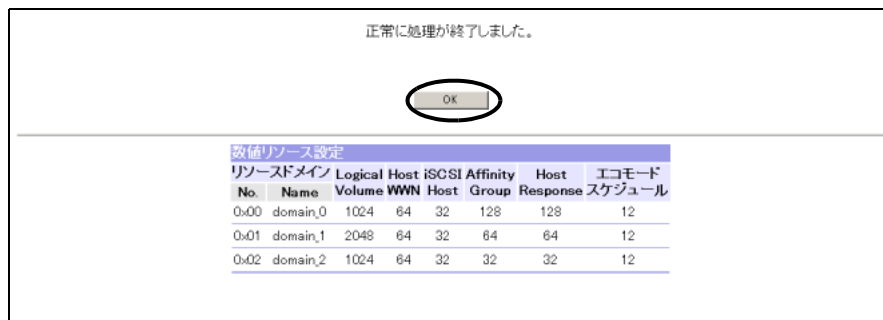 正常に処理が終了しました。
OK
数値リソース設定
リソースドメイン Logical Volume Host WWN iSCSI Host Affinity Group Host Response エコモード スケジュール
No. Name
0x00 domain_0 1024 64 32 128 128 12
0x01 domain_1 2048 64 32 64 64 12
0x02 domain_2 1024 64 32 32 32 12